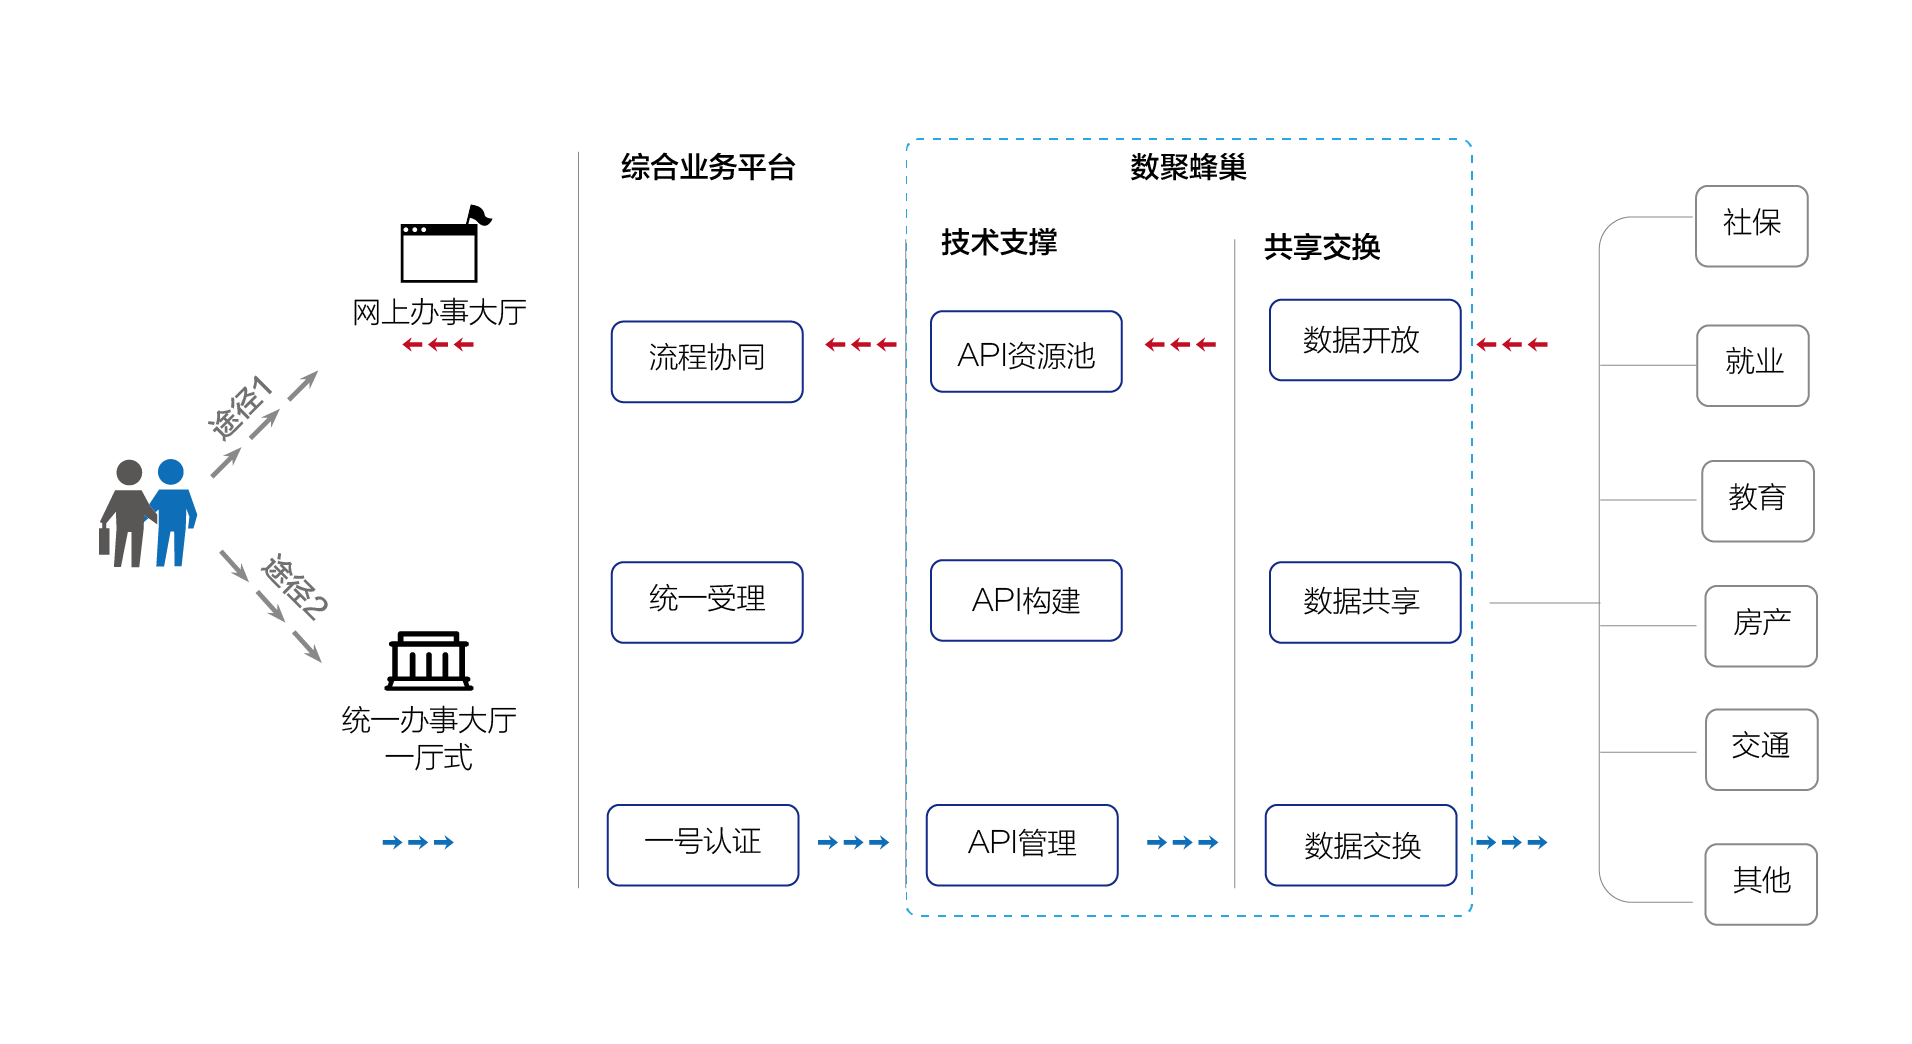 途径1
途径2
网上办事大厅
统一办事大厅
一厅式
综合业务平台
流程协同
统一受理
一号认证
数聚蜂巢
技术支撑
API资源池
API构建
API管理
共享交换
数据开放
数据共享
数据交换
社保
就业
教育
房产
交通
其他